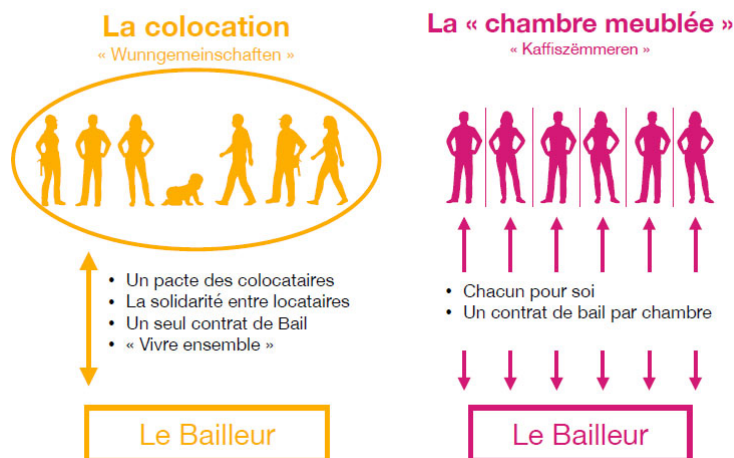 La colocation
« Wunngemeinschaften »
• Un pacte des colocataires
• La solidarité entre locataires
• Un seul contrat de Bail
• « Vivre ensemble »
Le Bailleur
La « chambre meublée »
« Kaffiszëmmeren »
• Chacun pour soi
• Un contrat de bail par chambre
Le Bailleur